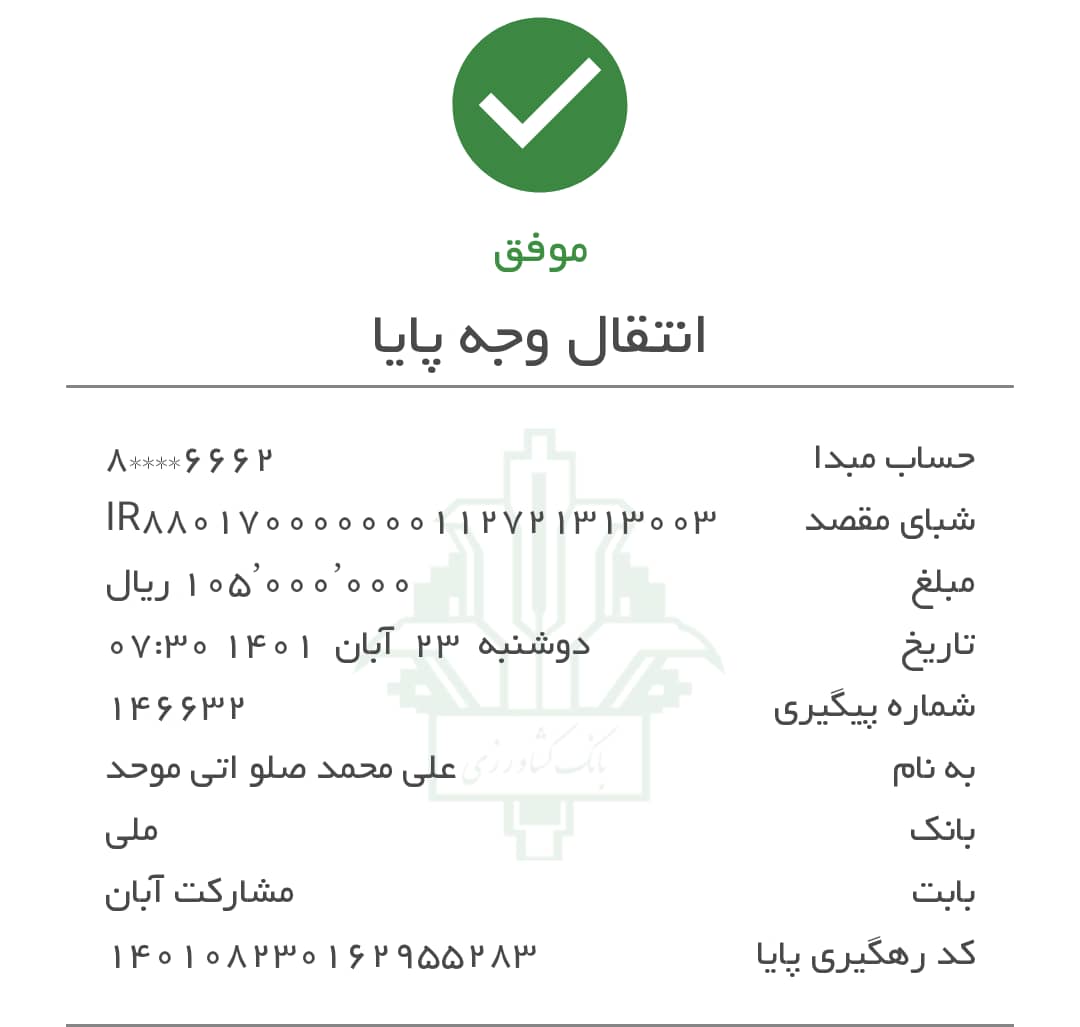 موفق
انتقال وجه پایا
حساب مبدا ۸****۶۶۶۲
شبای مقصد IR۸۸۰۱۷۰۰۰۰۰۰۰۰۱۱۲۷۲۱۳۱۳۰۰۳
مبلغ ۱۰۵٬۰۰۰٬۰۰۰ ریال
تاریخ دوشنبه ۲۳ آبان ۱۴۰۱ ۰۷:۳۰
شماره پیگیری ۱۴۶۶۳۲
به نام علی محمد صلو اتی موحد
بانک ملی
بابت مشارکت آبان
کد رهگیری پایا ۱۴۰۱۰۸۲۳۰۱۶۲۹۵۵۲۸۳
بانک کشاورزی